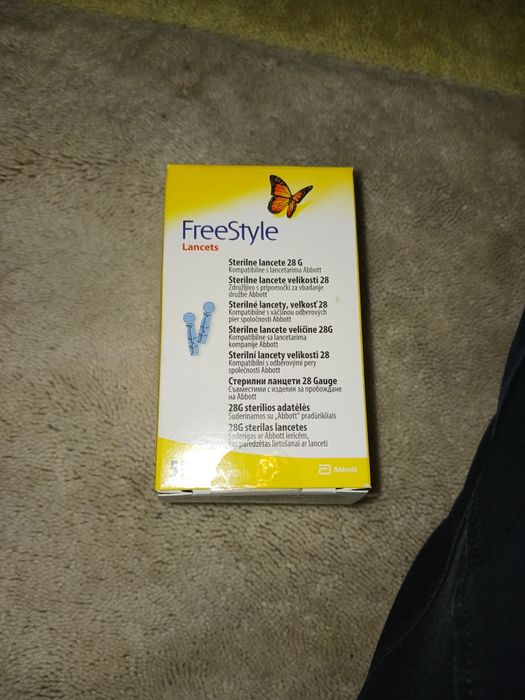 FreeStyle
Lancets
Sterilne lancete 28 G
Kompatibilne s lancetarima Abbott
Sterilne lancete velikosti 28
Združljivo s pripomočki za vbadanje
družbe Abbott
Sterilné lancety, veľkosť 28
Kompatibilné s väčšinou odberových
pier spoločnosti Abbott
Sterilne lancete veličine 28G
Kompatibilne sa lancetarima
kompanije Abbott
Sterilní lancety velikosti 28
Kompatibilní s odběrovými pery
společnosti Abbott
Стерилни ланцети 28 Gauge
Съвместими с изделия за пробождане
на Abbott
28G sterilios adatėlės
Suderinamos su „Abbott“ pradūrikliais
28G sterilas lancetes
Saderīgas ar Abbott ierīcēm,
kas paredzētas lietošanai ar lanceti
Abbott